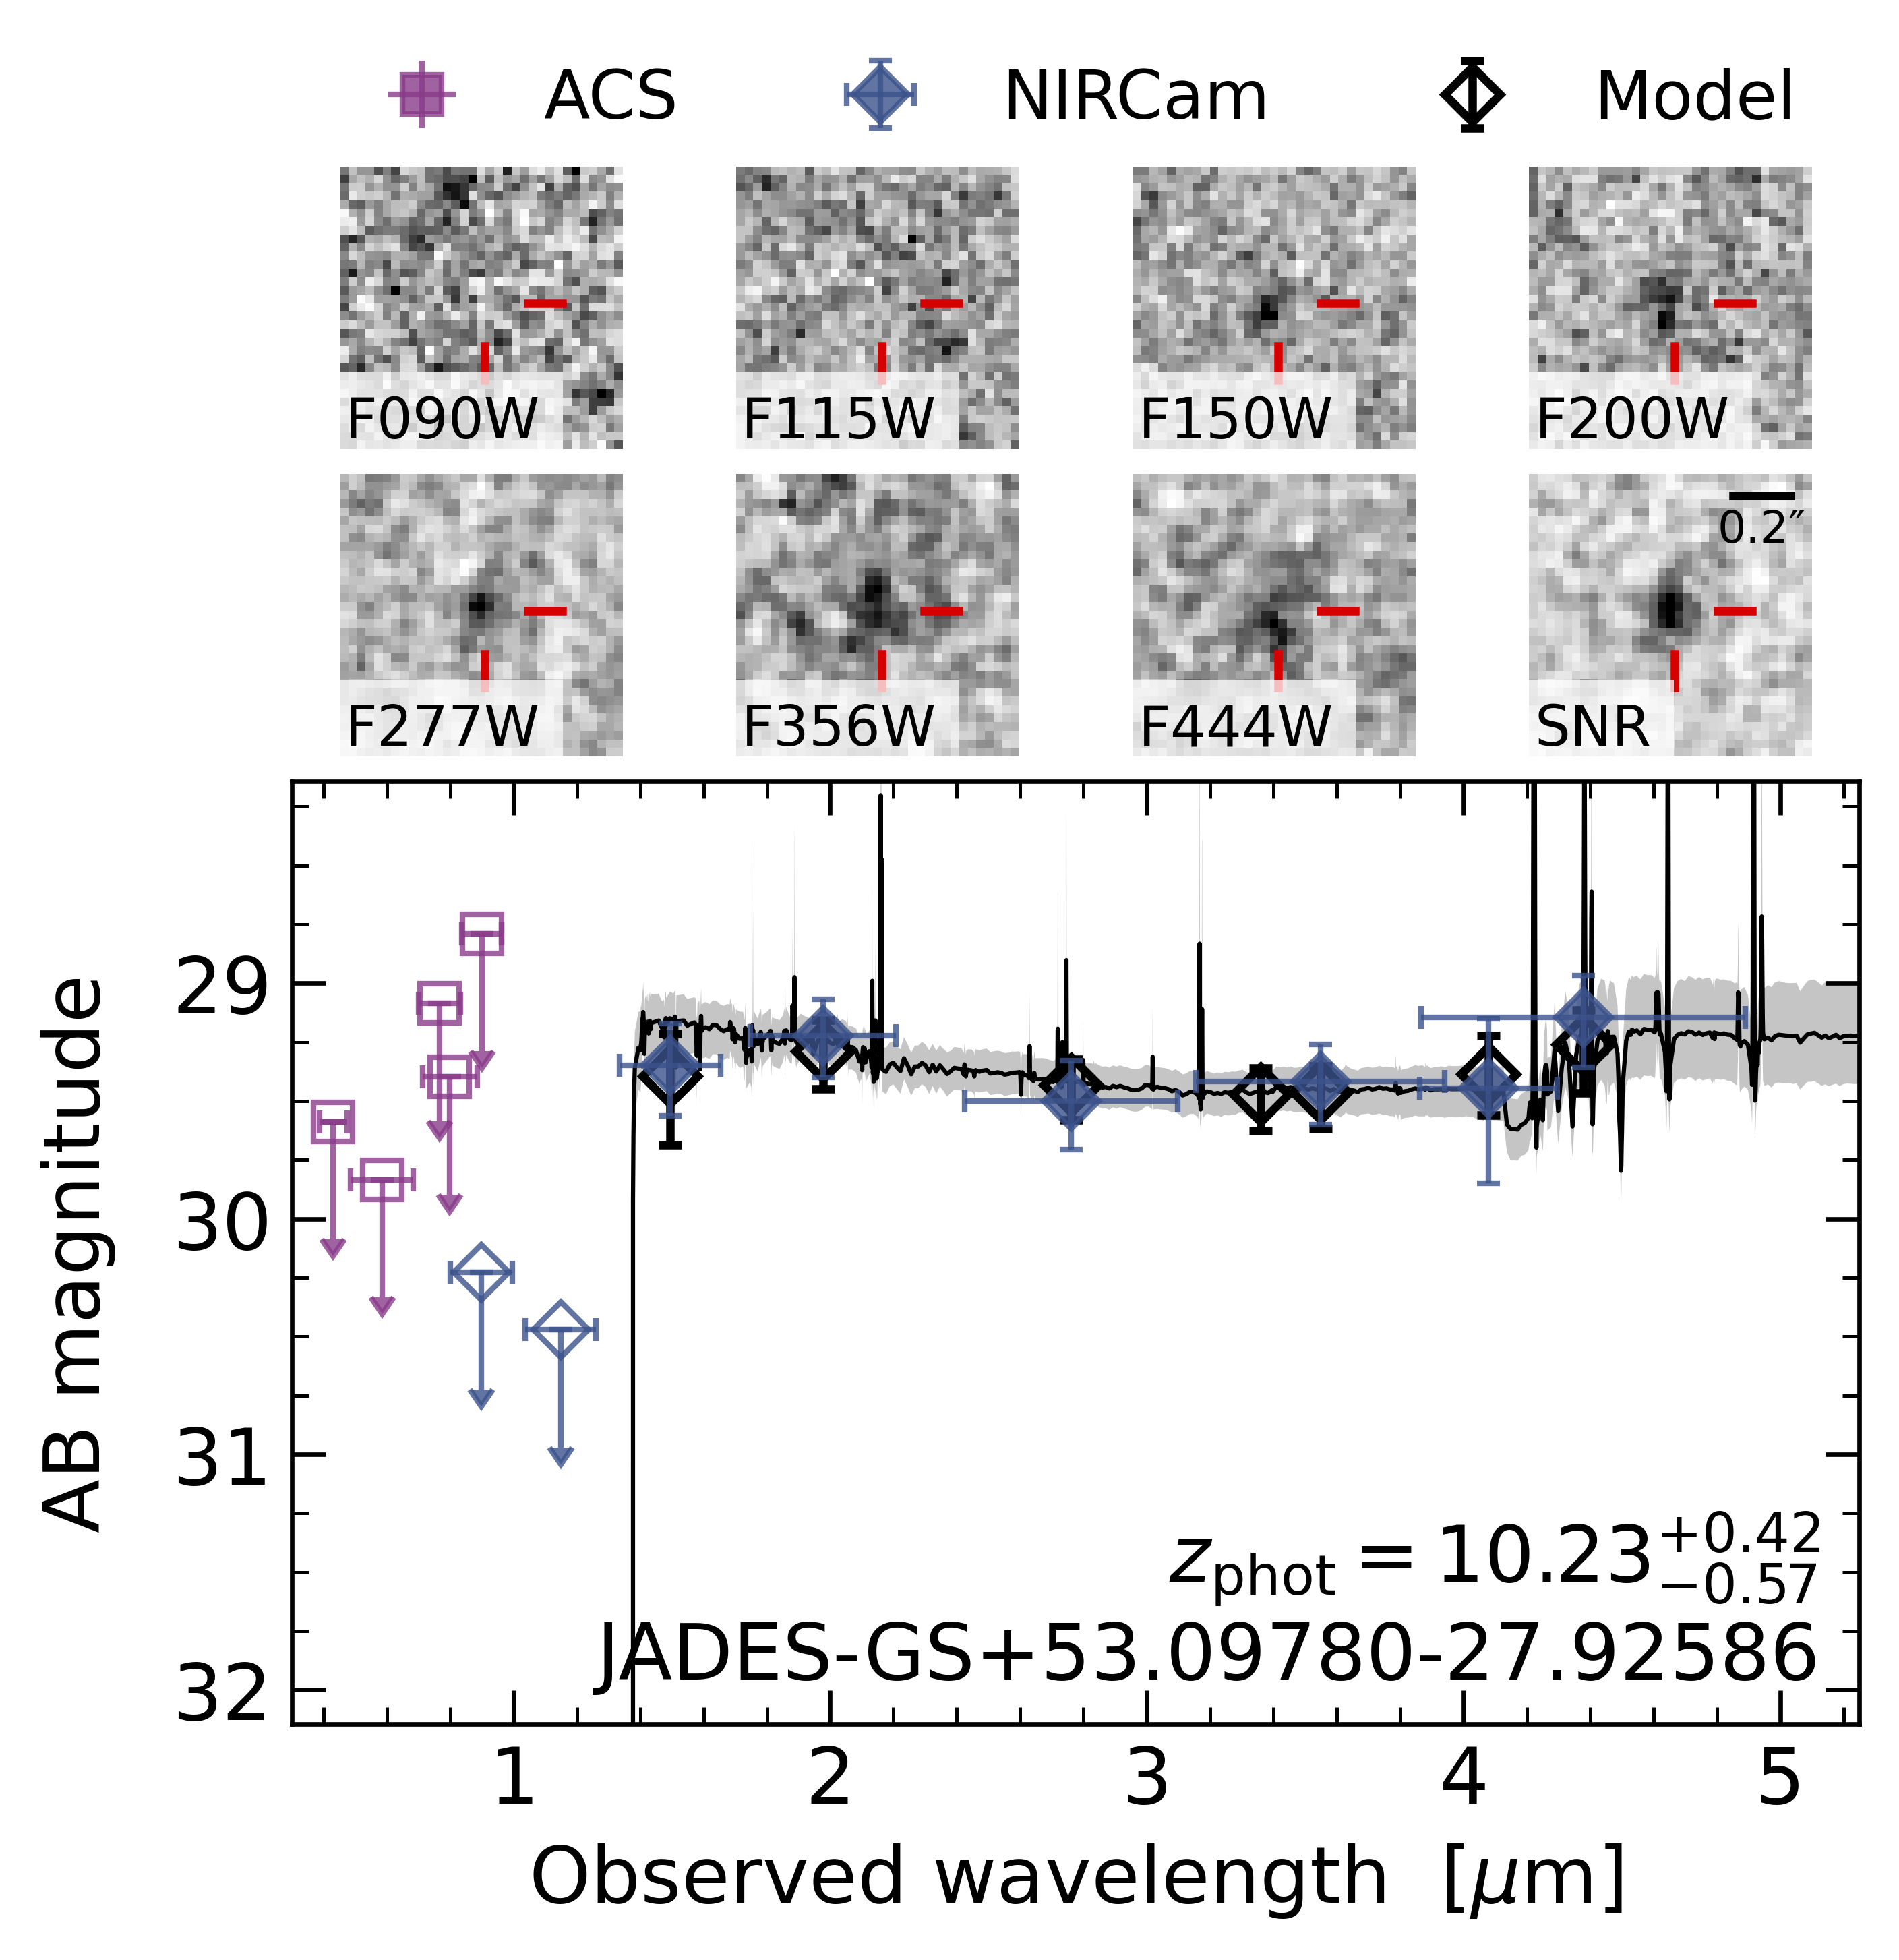 ACS NIRCam Model
F090W F115W F150W F200W
0.2″
F277W F356W F444W SNR
29
30
31
32
AB magnitude
z_phot = 10.23^{+0.42}_{−0.57}
JADES-GS+53.09780-27.92586
1 2 3 4 5
Observed wavelength [μm]